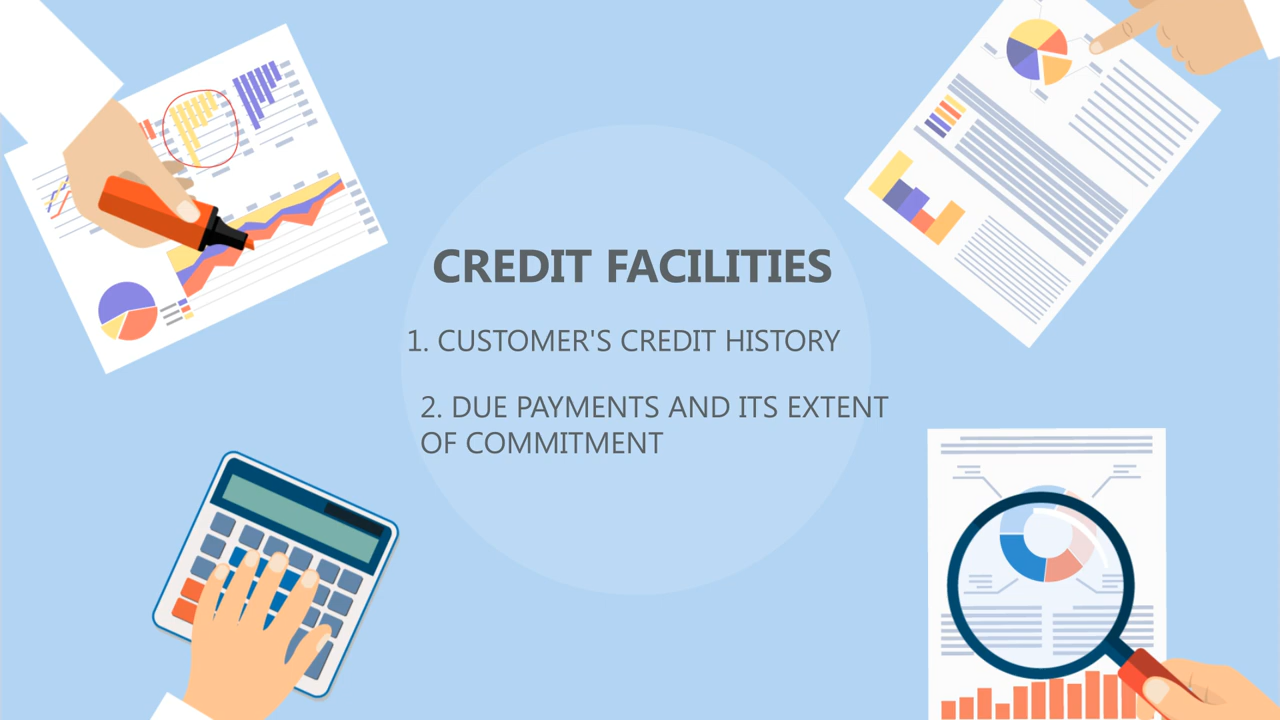 CREDIT FACILITIES
1. CUSTOMER'S CREDIT HISTORY
2. DUE PAYMENTS AND ITS EXTENT
OF COMMITMENT